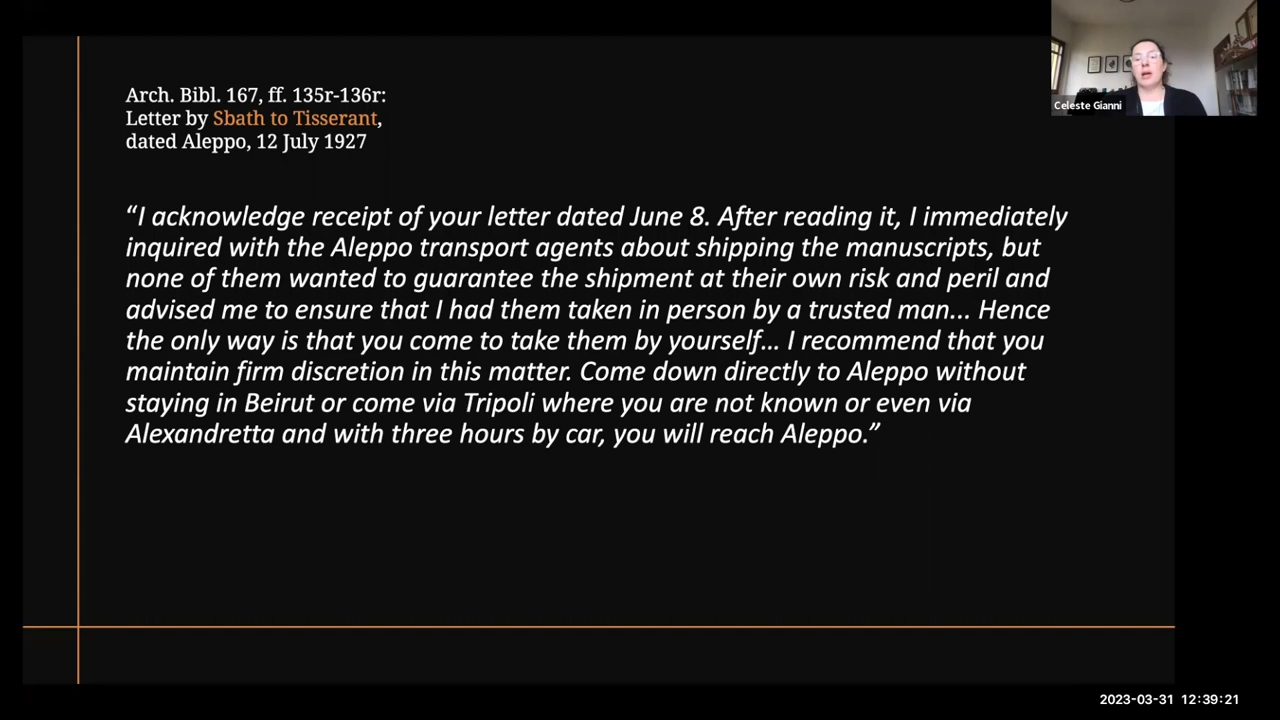 Arch. Bibl. 167, ff. 135r-136r:
Letter by Sbath to Tisserant,
dated Aleppo, 12 July 1927
“I acknowledge receipt of your letter dated June 8. After reading it, I immediately
inquired with the Aleppo transport agents about shipping the manuscripts, but
none of them wanted to guarantee the shipment at their own risk and peril and
advised me to ensure that I had them taken in person by a trusted man... Hence
the only way is that you come to take them by yourself... I recommend that you
maintain firm discretion in this matter. Come down directly to Aleppo without
staying in Beirut or come via Tripoli where you are not known or even via
Alexandretta and with three hours by car, you will reach Aleppo.”
Celeste Gianni
2023-03-31 12:39:21